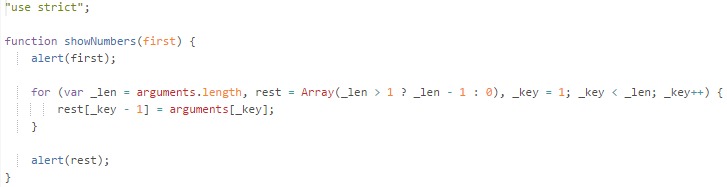 "use strict";
function showNumbers(first) {
alert(first);
for (var _len = arguments.length, rest = Array(_len > 1 ? _len - 1 : 0), _key = 1; _key < _len; _key++) {
rest[_key - 1] = arguments[_key];
}
alert(rest);
}